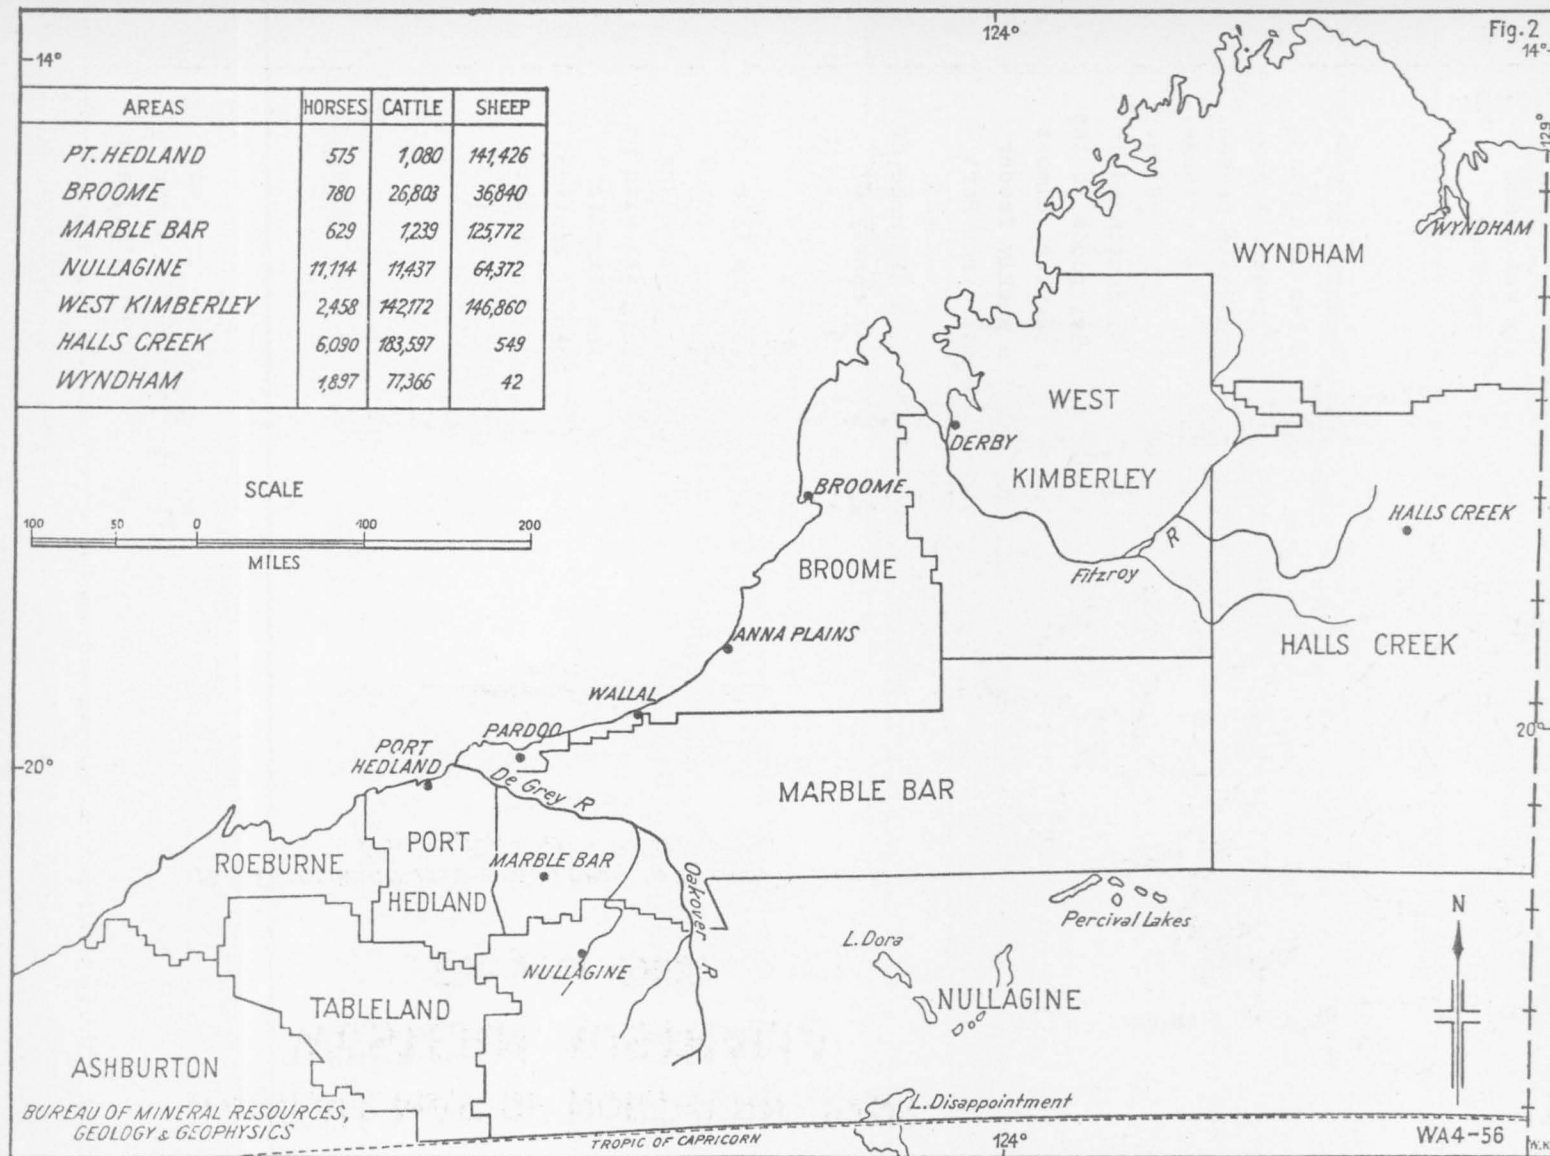 Fig. 2
124°
14°
14°
129°
AREAS HORSES CATTLE SHEEP
PT. HEDLAND 575 1,080 141,426
BROOME 780 26,803 36,840
MARBLE BAR 629 1,239 125,772
NULLAGINE 11,114 11,437 64,372
WEST KIMBERLEY 2,458 142,172 146,860
HALLS CREEK 6,090 183,597 549
WYNDHAM 1,897 77,366 42
SCALE
100 50 0 100 200
MILES
WYNDHAM
WYNDHAM
WEST
KIMBERLEY
DERBY
BROOME
BROOME
HALLS CREEK
Fitzroy R
HALLS CREEK
ANNA PLAINS
WALLAL
PARDOO
PORT
HEDLAND
20°
20°
De Grey R
MARBLE BAR
ROEBURNE
PORT
HEDLAND
MARBLE BAR
Oakover R
Percival Lakes
L. Dora
N
NULLAGINE
NULLAGINE
TABLELAND
ASHBURTON
BUREAU OF MINERAL RESOURCES,
GEOLOGY & GEOPHYSICS
L. Disappointment
TROPIC OF CAPRICORN
124°
WA4-56